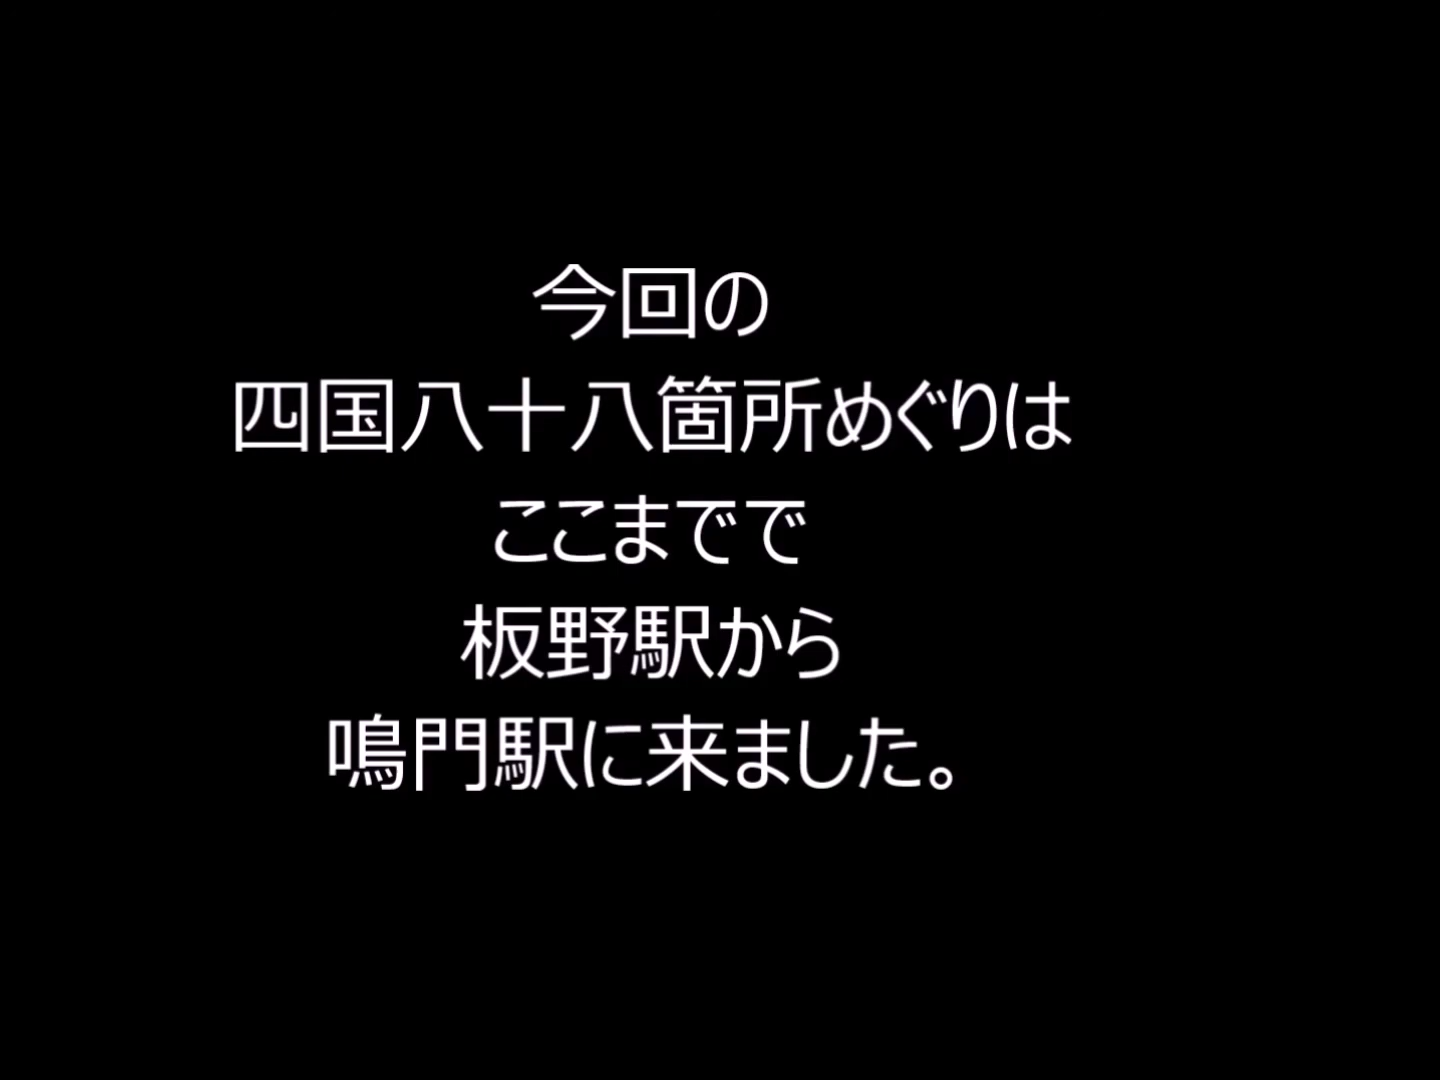 今回の
四国八十八箇所めぐりは
ここまでで
板野駅から
鳴門駅に来ました。